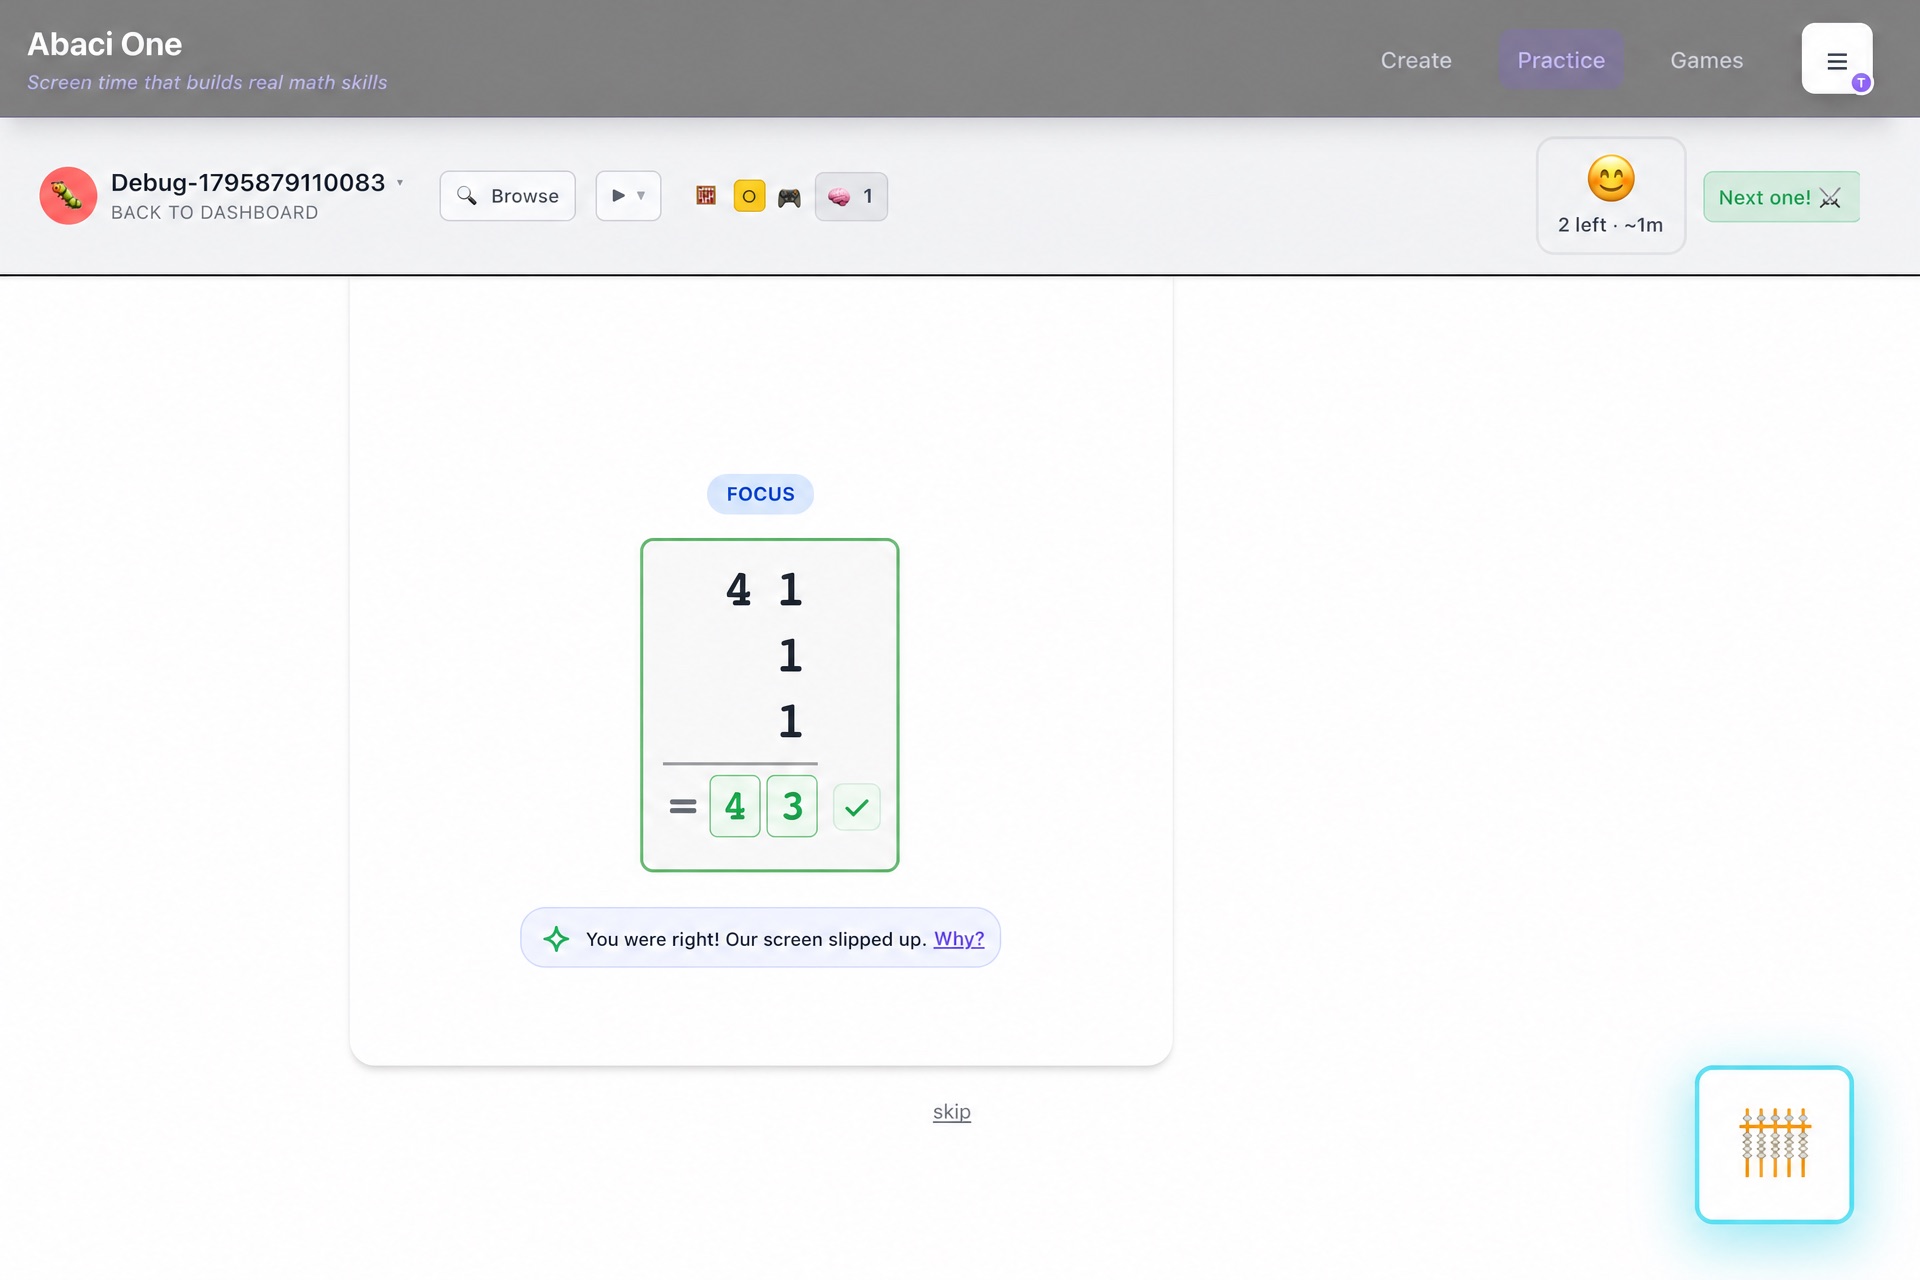 Abaci One
Screen time that builds real math skills
Create
Practice
Games
T
Debug-1795879110083
BACK TO DASHBOARD
Browse
1
2 left · ~1m
Next one!
FOCUS
4 1
1
1
= 4 3
You were right! Our screen slipped up. Why?
skip